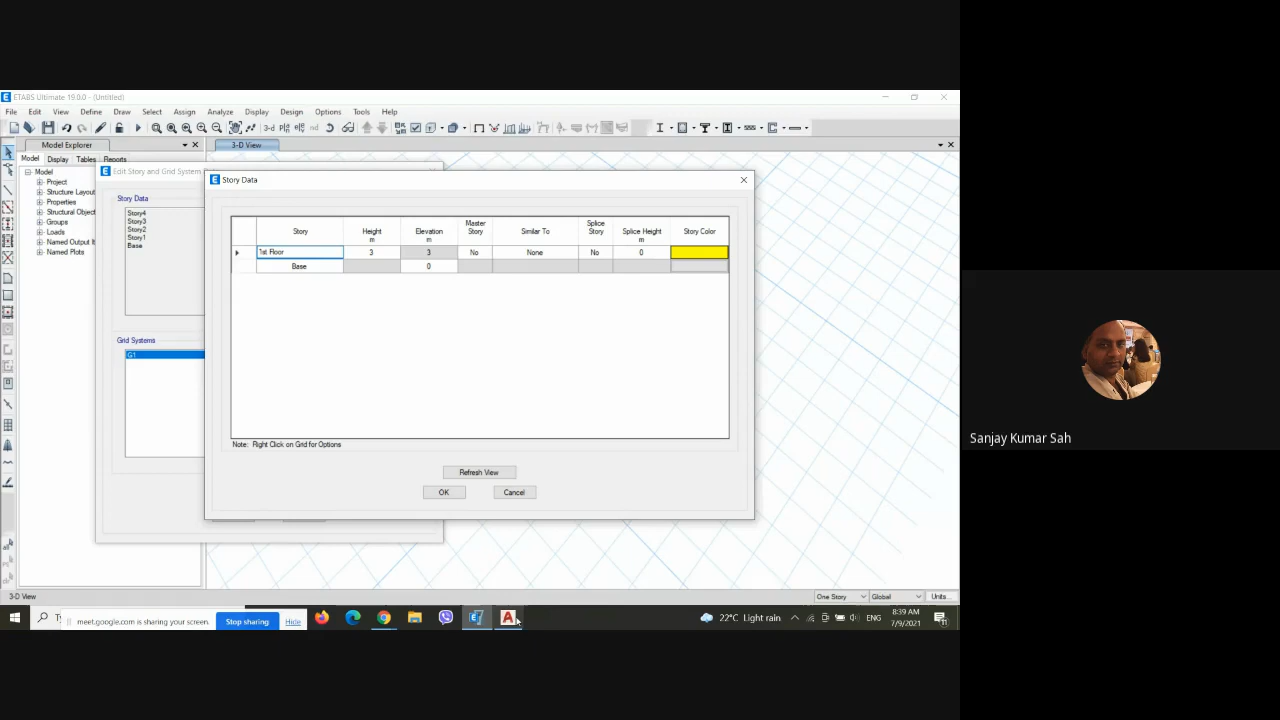 ETABS Ultimate 19.0.0 - (Untitled)
File Edit View Define Draw Select Assign Analyze Display Design Options Tools Help
3-d
nd
Model Explorer
3-D View
Model Display Tables Reports
Model
Project
Structure Layout
Properties
Structural Object
Groups
Loads
Named Output It
Named Plots
Edit Story and Grid System
Story Data
Story4
Story3
Story2
Story1
Base
Grid Systems
G1
Story Data
Story Height m Elevation m Master Story Similar To Splice Story Splice Height m Story Color
1st Floor 3 3 No None No 0
Base 0
Note: Right Click on Grid for Options
Refresh View
OK Cancel
3-D View
One Story Global Units...
meet.google.com is sharing your screen. Stop sharing Hide
22°C Light rain ENG
8:39 AM
7/9/2021
Sanjay Kumar Sah